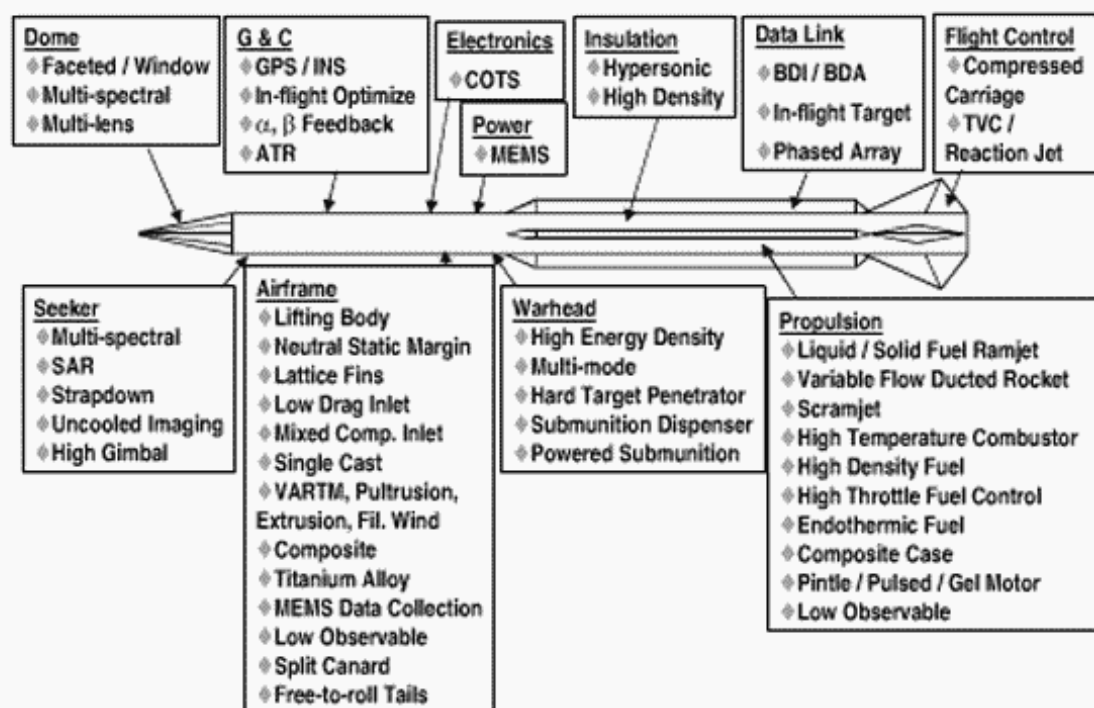 Dome
Faceted / Window
Multi-spectral
Multi-lens
G & C
GPS / INS
In-flight Optimize
α, β Feedback
ATR
Electronics
COTS
Power
MEMS
Insulation
Hypersonic
High Density
Data Link
BDI / BDA
In-flight Target
Phased Array
Flight Control
Compressed
Carriage
TVC /
Reaction Jet
Seeker
Multi-spectral
SAR
Strapdown
Uncooled Imaging
High Gimbal
Airframe
Lifting Body
Neutral Static Margin
Lattice Fins
Low Drag Inlet
Mixed Comp. Inlet
Single Cast
VARTM, Pultrusion,
Extrusion, Fil. Wind
Composite
Titanium Alloy
MEMS Data Collection
Low Observable
Split Canard
Free-to-roll Tails
Warhead
High Energy Density
Multi-mode
Hard Target Penetrator
Submunition Dispenser
Powered Submunition
Propulsion
Liquid / Solid Fuel Ramjet
Variable Flow Ducted Rocket
Scramjet
High Temperature Combustor
High Density Fuel
High Throttle Fuel Control
Endothermic Fuel
Composite Case
Pintle / Pulsed / Gel Motor
Low Observable